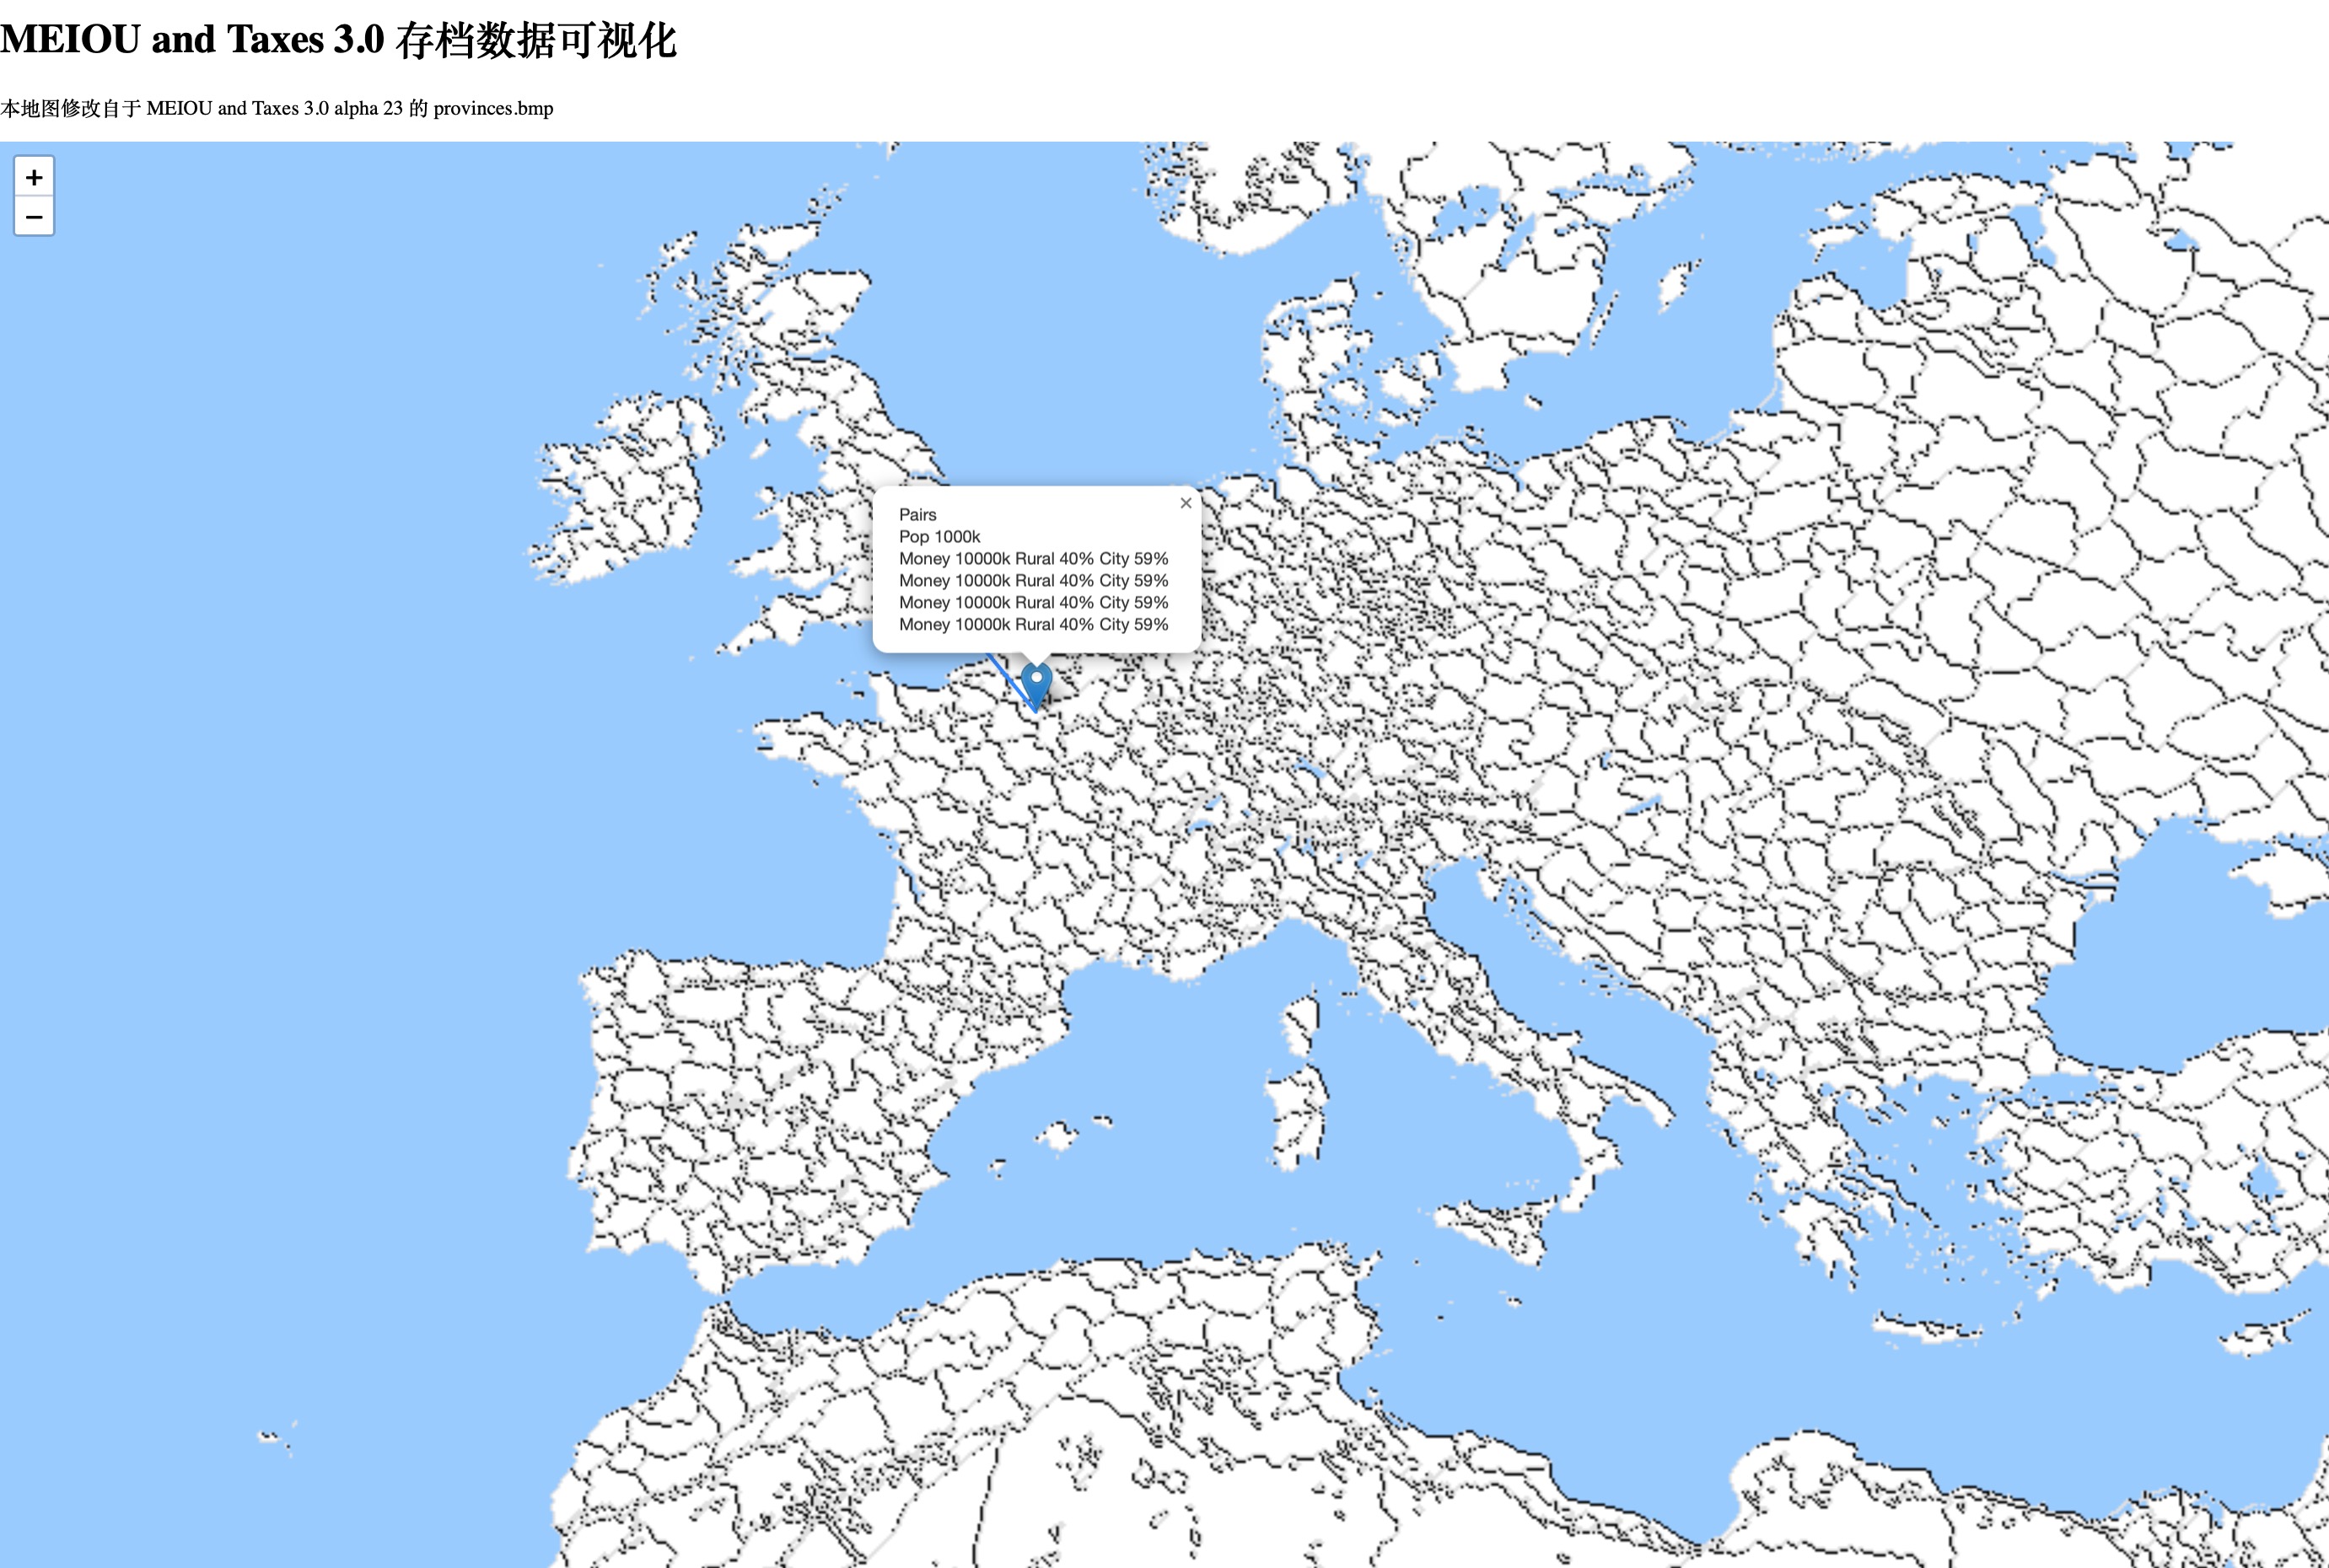 MEIOU and Taxes 3.0 存档数据可视化
本地图修改自于 MEIOU and Taxes 3.0 alpha 23 的 provinces.bmp
+
−
×
Pairs
Pop 1000k
Money 10000k Rural 40% City 59%
Money 10000k Rural 40% City 59%
Money 10000k Rural 40% City 59%
Money 10000k Rural 40% City 59%